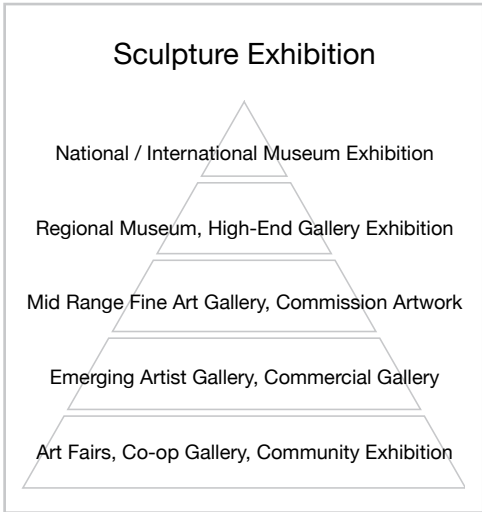 Sculpture Exhibition
National / International Museum Exhibition
Regional Museum, High-End Gallery Exhibition
Mid Range Fine Art Gallery, Commission Artwork
Emerging Artist Gallery, Commercial Gallery
Art Fairs, Co-op Gallery, Community Exhibition